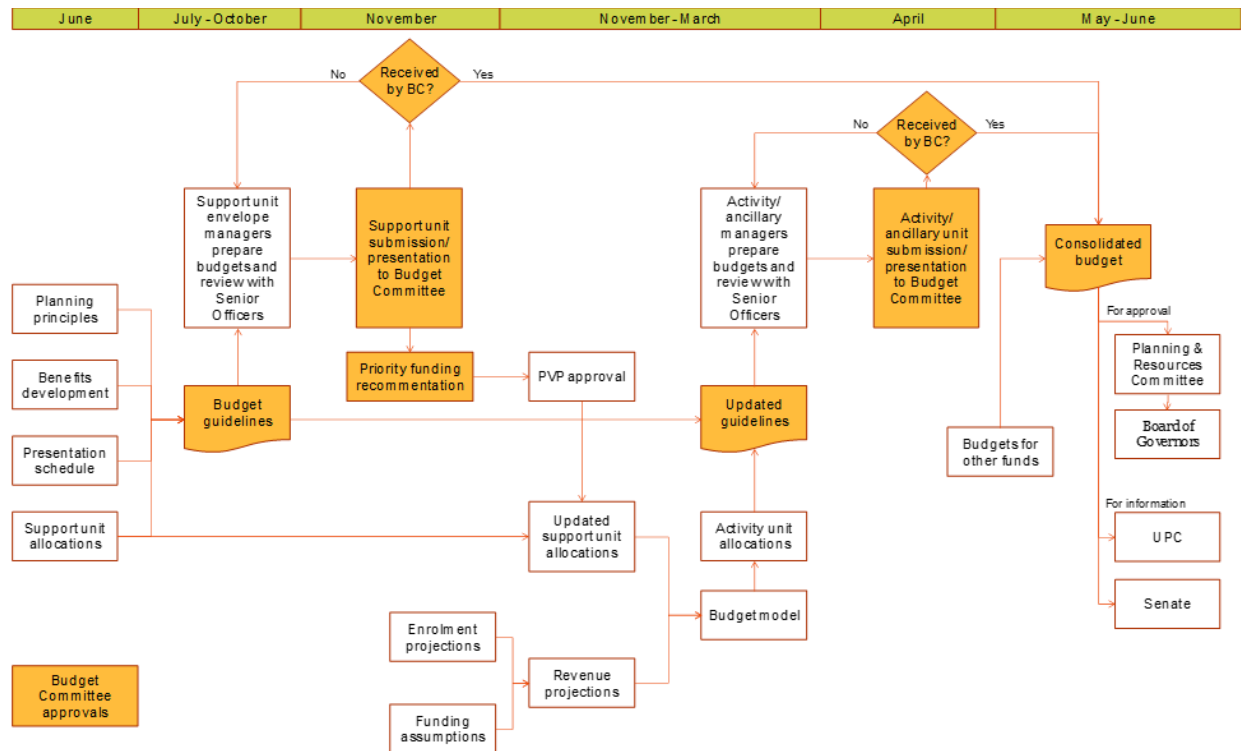 June
July - October
November
November - March
April
May - June
No
Received
by BC?
Yes
No
Received
by BC?
Yes
Support unit
envelope
managers
prepare
budgets and
review with
Senior
Officers
Support unit
submission/
presentation
to Budget
Committee
Activity/
ancillary
managers
prepare
budgets and
review with
Senior
Officers
Activity/
ancillary unit
submission/
presentation
to Budget
Committee
Consolidated
budget
Planning
principles
For approval
Planning &
Resources
Committee
Priority funding
recommentation
PVP approval
Benefits
development
Budget
guidelines
Updated
guidelines
Board of
Governors
Presentation
schedule
Budgets for
other funds
For information
Support unit
allocations
Updated
support unit
allocations
Activity unit
allocations
UPC
Budget model
Senate
Enrolment
projections
Revenue
projections
Funding
assumptions
Budget
Committee
approvals